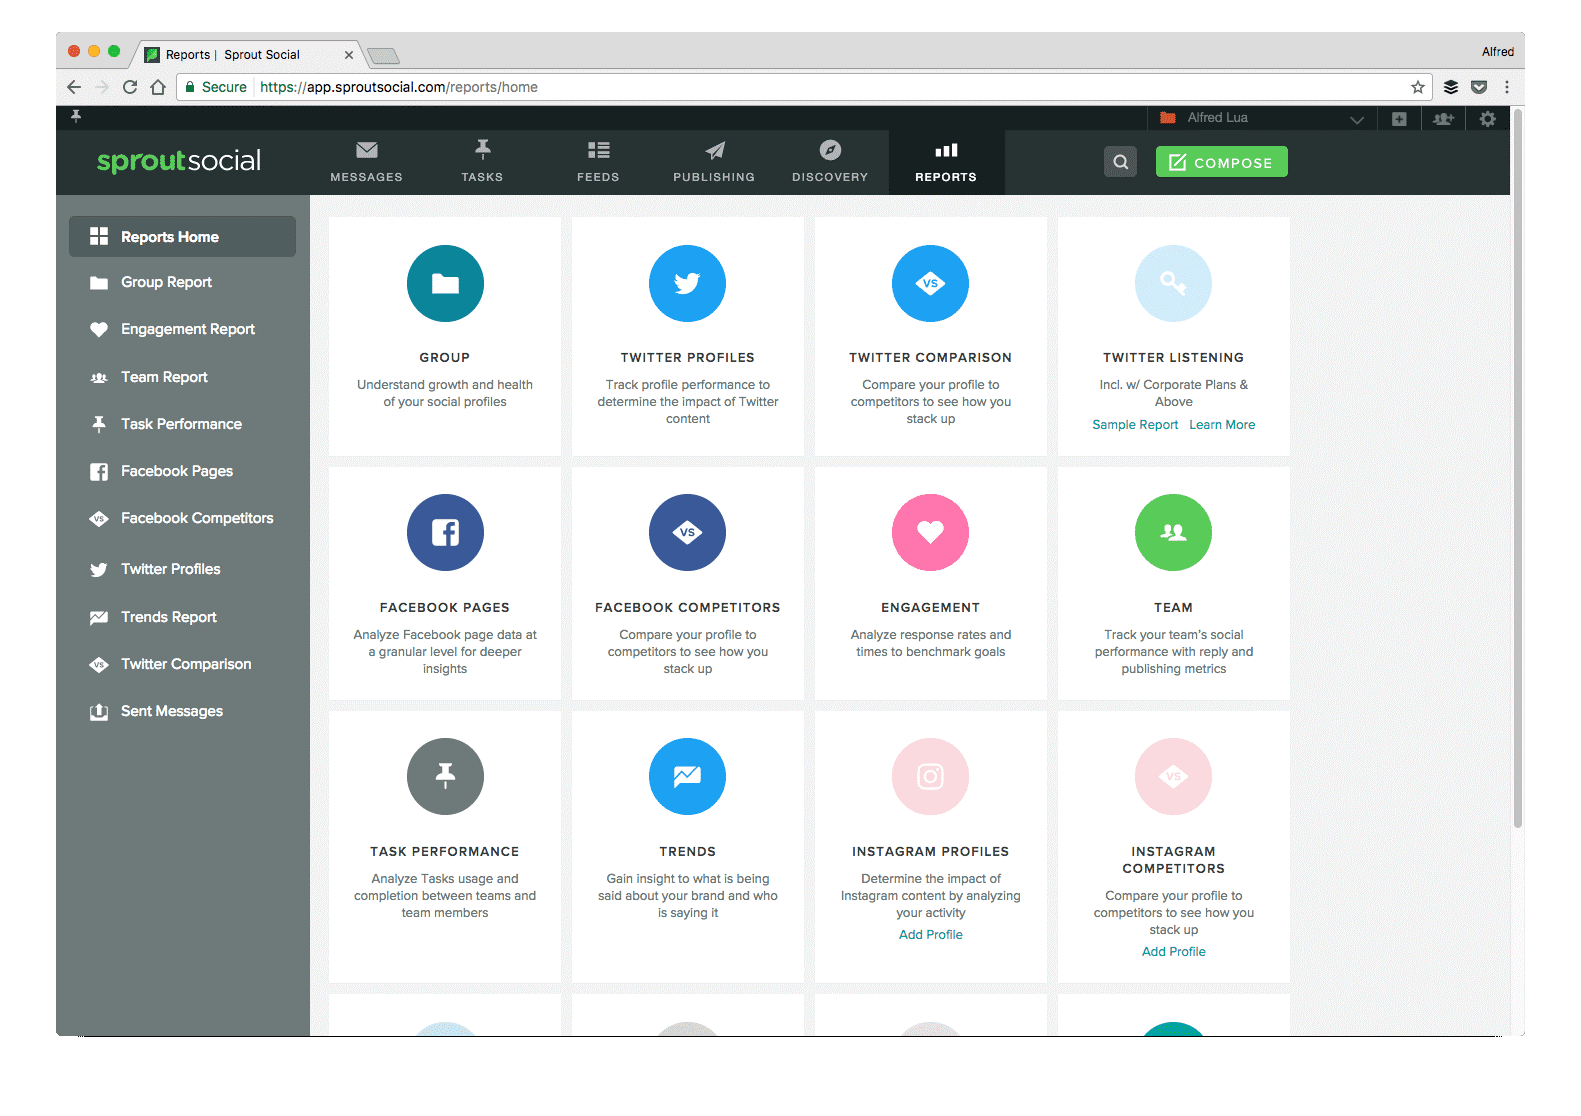 Reports | Sprout Social
Alfred
Secure
https://app.sproutsocial.com/reports/home
Alfred Lua
sproutsocial
MESSAGES
TASKS
FEEDS
PUBLISHING
DISCOVERY
REPORTS
COMPOSE
Reports Home
Group Report
Engagement Report
Team Report
Task Performance
Facebook Pages
VS
Facebook Competitors
Twitter Profiles
Trends Report
VS
Twitter Comparison
Sent Messages
GROUP
Understand growth and health
of your social profiles
TWITTER PROFILES
Track profile performance to
determine the impact of Twitter
content
VS
TWITTER COMPARISON
Compare your profile to
competitors to see how you
stack up
TWITTER LISTENING
Incl. w/ Corporate Plans &
Above
Sample Report Learn More
FACEBOOK PAGES
Analyze Facebook page data at
a granular level for deeper
insights
VS
FACEBOOK COMPETITORS
Compare your profile to
competitors to see how you
stack up
ENGAGEMENT
Analyze response rates and
times to benchmark goals
TEAM
Track your team's social
performance with reply and
publishing metrics
TASK PERFORMANCE
Analyze Tasks usage and
completion between teams and
team members
TRENDS
Gain insight to what is being
said about your brand and who
is saying it
INSTAGRAM PROFILES
Determine the impact of
Instagram content by analyzing
your activity
Add Profile
VS
INSTAGRAM
COMPETITORS
Compare your profile to
competitors to see how you
stack up
Add Profile